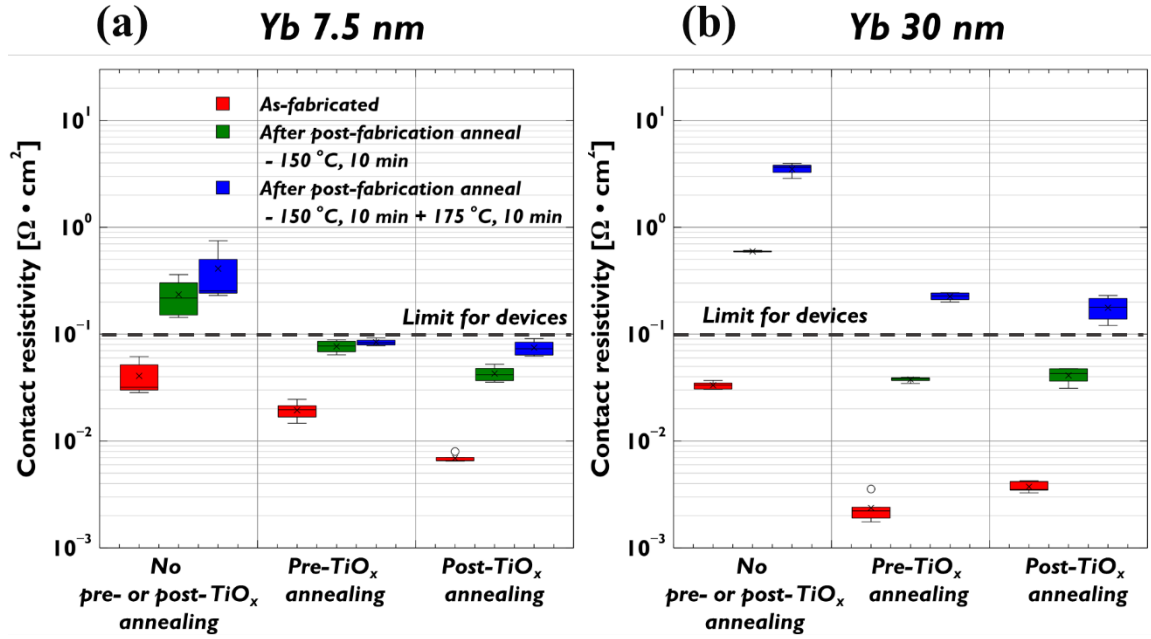 (a) Yb 7.5 nm
Contact resistivity [Ω • cm²]
10¹
10⁰
10⁻¹
10⁻²
10⁻³
As-fabricated
After post-fabrication anneal
- 150 °C, 10 min
After post-fabrication anneal
- 150 °C, 10 min + 175 °C, 10 min
Limit for devices
No
pre- or post- TiOₓ
annealing
Pre-TiOₓ
annealing
Post-TiOₓ
annealing
(b) Yb 30 nm
Contact resistivity [Ω • cm
10¹
10⁰
10⁻¹
10⁻²
10⁻³
Limit for devices
No
pre- or post- TiOₓ
annealing
Pre-TiOₓ
annealing
Post-TiOₓ
annealing